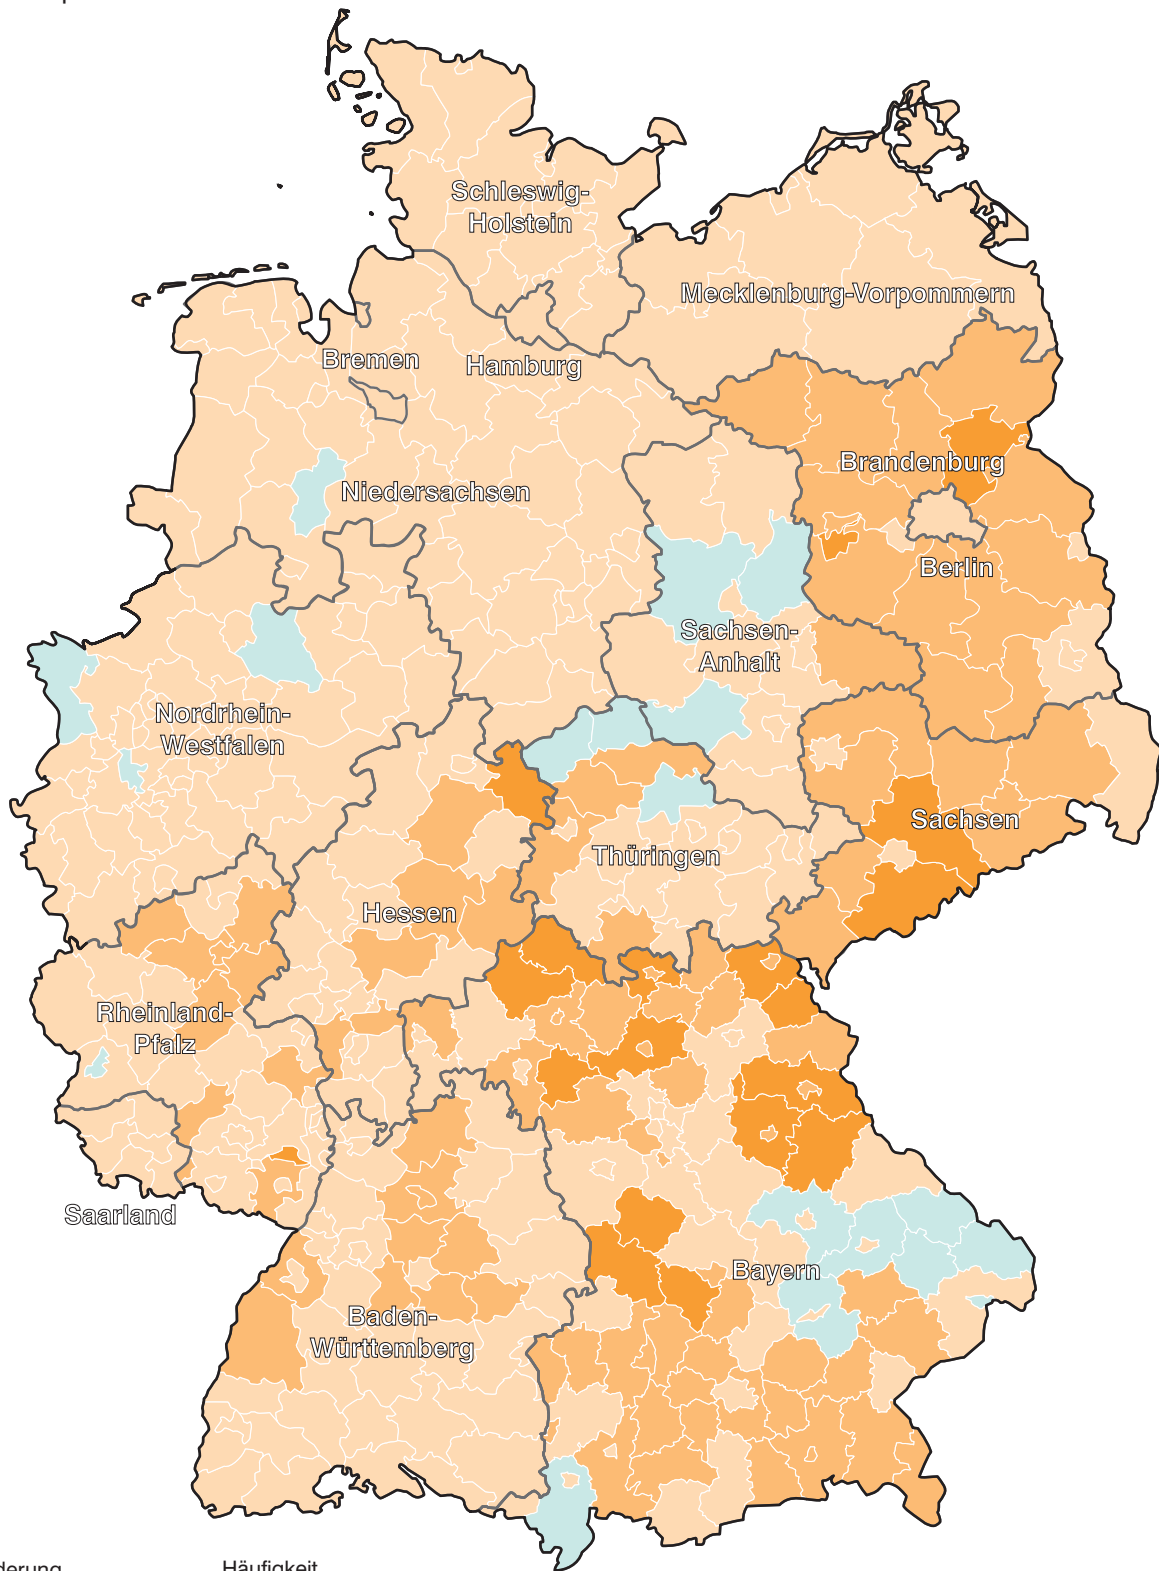 Schleswig-
Holstein
Mecklenburg-Vorpommern
Bremen
Hamburg
Brandenburg
Niedersachsen
Berlin
Sachsen-
Anhalt
Nordrhein-
Westfalen
Sachsen
Thüringen
Hessen
Rheinland-
Pfalz
Saarland
Bayern
Baden-
Württemberg
Häufigkeit